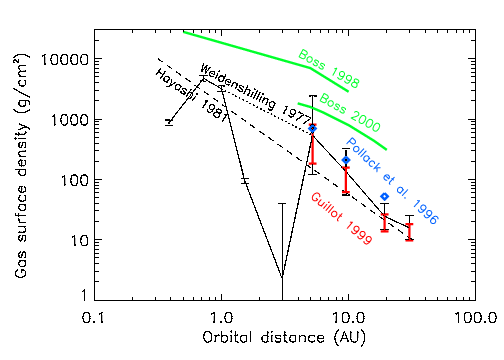 Gas surface density (g/cm²)
10000
1000
100
10
1
Boss 1998
Weidenshilling 1977
Hayashi 1981
Boss 2000
Pollack et al. 1996
Guillot 1999
0.1
1.0
10.0
100.0
Orbital distance (AU)